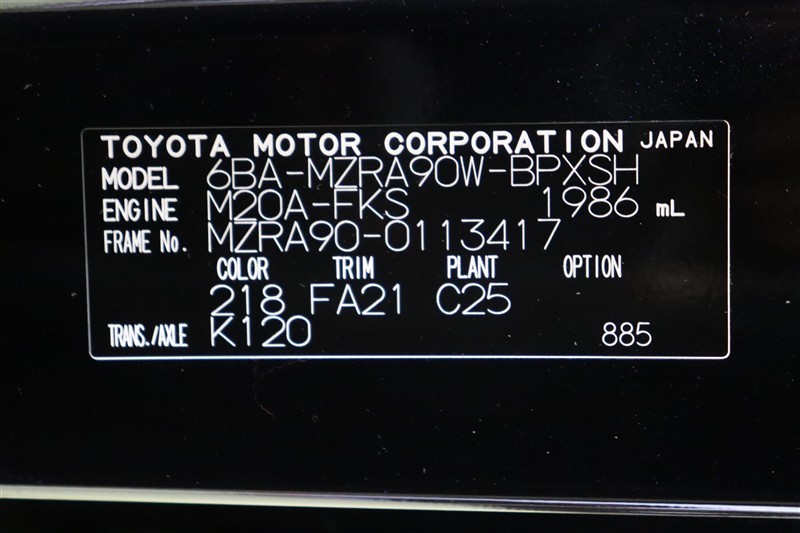 TOYOTA MOTOR CORPORATION JAPAN
MODEL 6BA-MZRA90W-BPXSH
ENGINE M20A-FKS 1986 mL
FRAME No. MZRA90-0113417
COLOR TRIM PLANT OPTION
218 FA21 C25
TRANS./AXLE K120 885